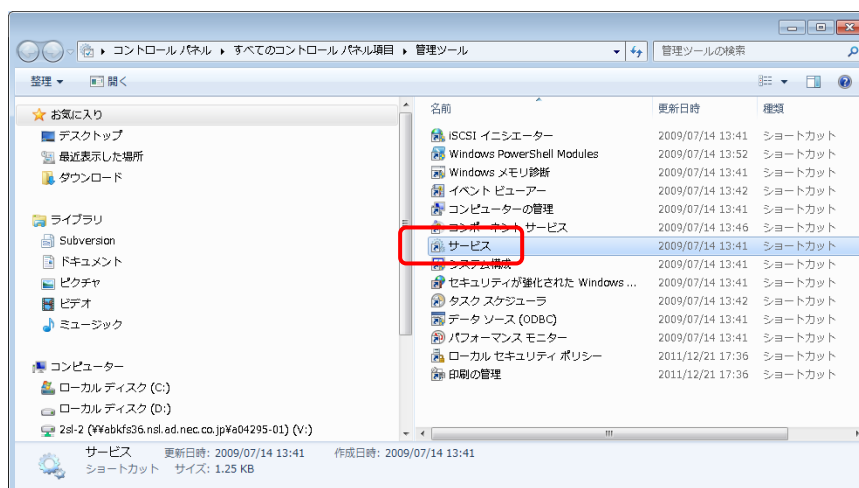 コントロール パネル ▸ すべてのコントロール パネル項目 ▸ 管理ツール
管理ツールの検索
整理 ▼ 開く
お気に入り
デスクトップ
最近表示した場所
ダウンロード
ライブラリ
Subversion
ドキュメント
ピクチャ
ビデオ
ミュージック
コンピューター
ローカル ディスク (C:)
ローカル ディスク (D:)
2sl-2 (¥¥abkfs36.nsl.ad.nec.co.jp¥a04295-01) (V:)
名前 更新日時 種類
iSCSI イニシエーター 2009/07/14 13:41 ショートカット
Windows PowerShell Modules 2009/07/14 13:52 ショートカット
Windows メモリ診断 2009/07/14 13:41 ショートカット
イベント ビューアー 2009/07/14 13:42 ショートカット
コンピューターの管理 2009/07/14 13:41 ショートカット
コンポーネント サービス 2009/07/14 13:46 ショートカット
サービス 2009/07/14 13:41 ショートカット
システム構成 2009/07/14 13:41 ショートカット
セキュリティが強化された Windows ... 2009/07/14 13:41 ショートカット
タスク スケジューラ 2009/07/14 13:42 ショートカット
データ ソース (ODBC) 2009/07/14 13:41 ショートカット
パフォーマンス モニター 2009/07/14 13:41 ショートカット
ローカル セキュリティ ポリシー 2011/12/21 17:36 ショートカット
印刷の管理 2011/12/21 17:36 ショートカット
サービス 更新日時: 2009/07/14 13:41 作成日時: 2009/07/14 13:41
ショートカット サイズ: 1.25 KB